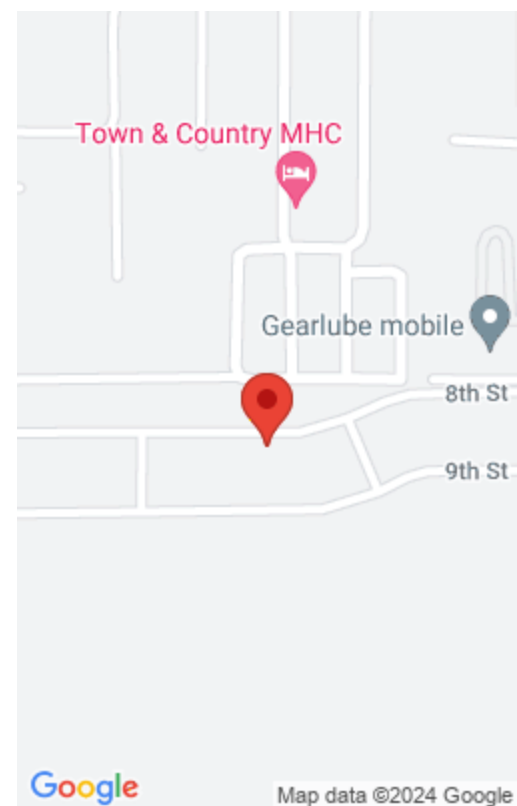 Town & Country MHC
Gearlube mobile
8th St
9th St
Google
Map data ©2024 Google